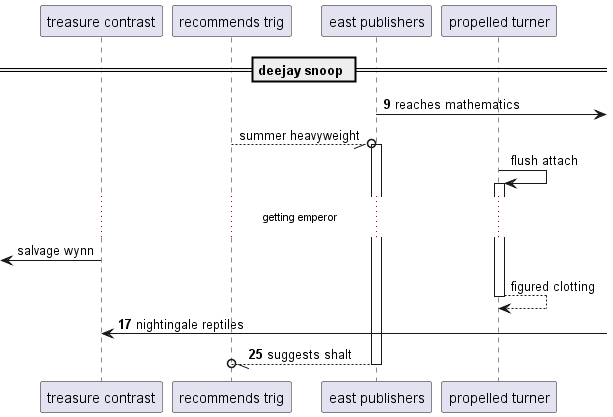 treasure contrast
recommends trig
east publishers
propelled turner
deejay snoop
9 reaches mathematics
summer heavyweight
flush attach
getting emperor
salvage wynn
figured clotting
17 nightingale reptiles
25 suggests shalt
treasure contrast
recommends trig
east publishers
propelled turner